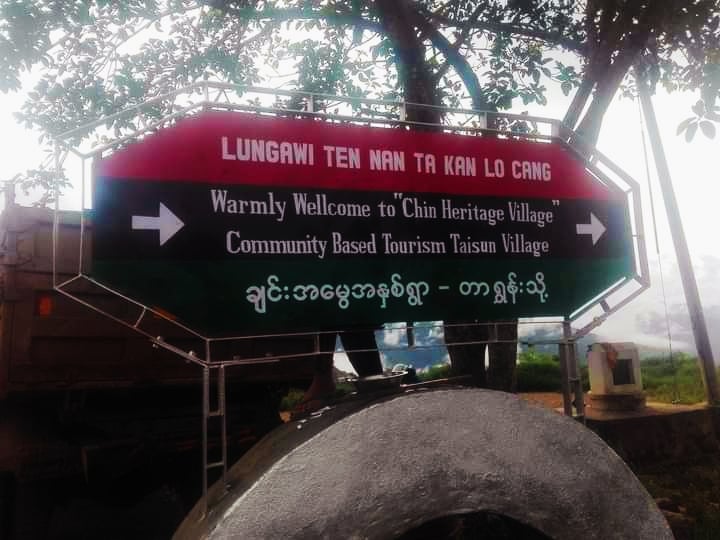 LUNGAWI TEN NAN TA KAN LO CANG
Warmly Wellcome to "Chin Heritage Village"
Community Based Tourism Taisun Village
ချင်းအမွေအနှစ်ရွာ - တာရွှန်းသို့